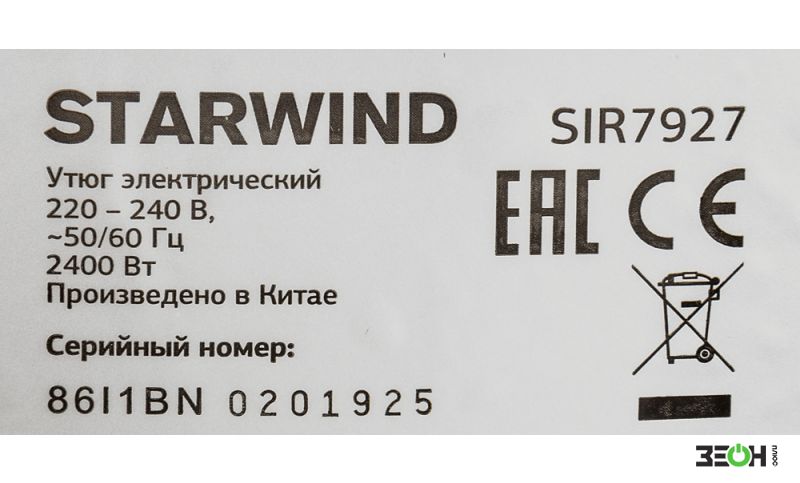 STARWIND
SIR7927
Утюг электрический
220 – 240 В,
~50/60 Гц
2400 Вт
Произведено в Китае
EAC CE
Серийный номер:
86I1BN 0201925
ЗЕОН ПЛЮС